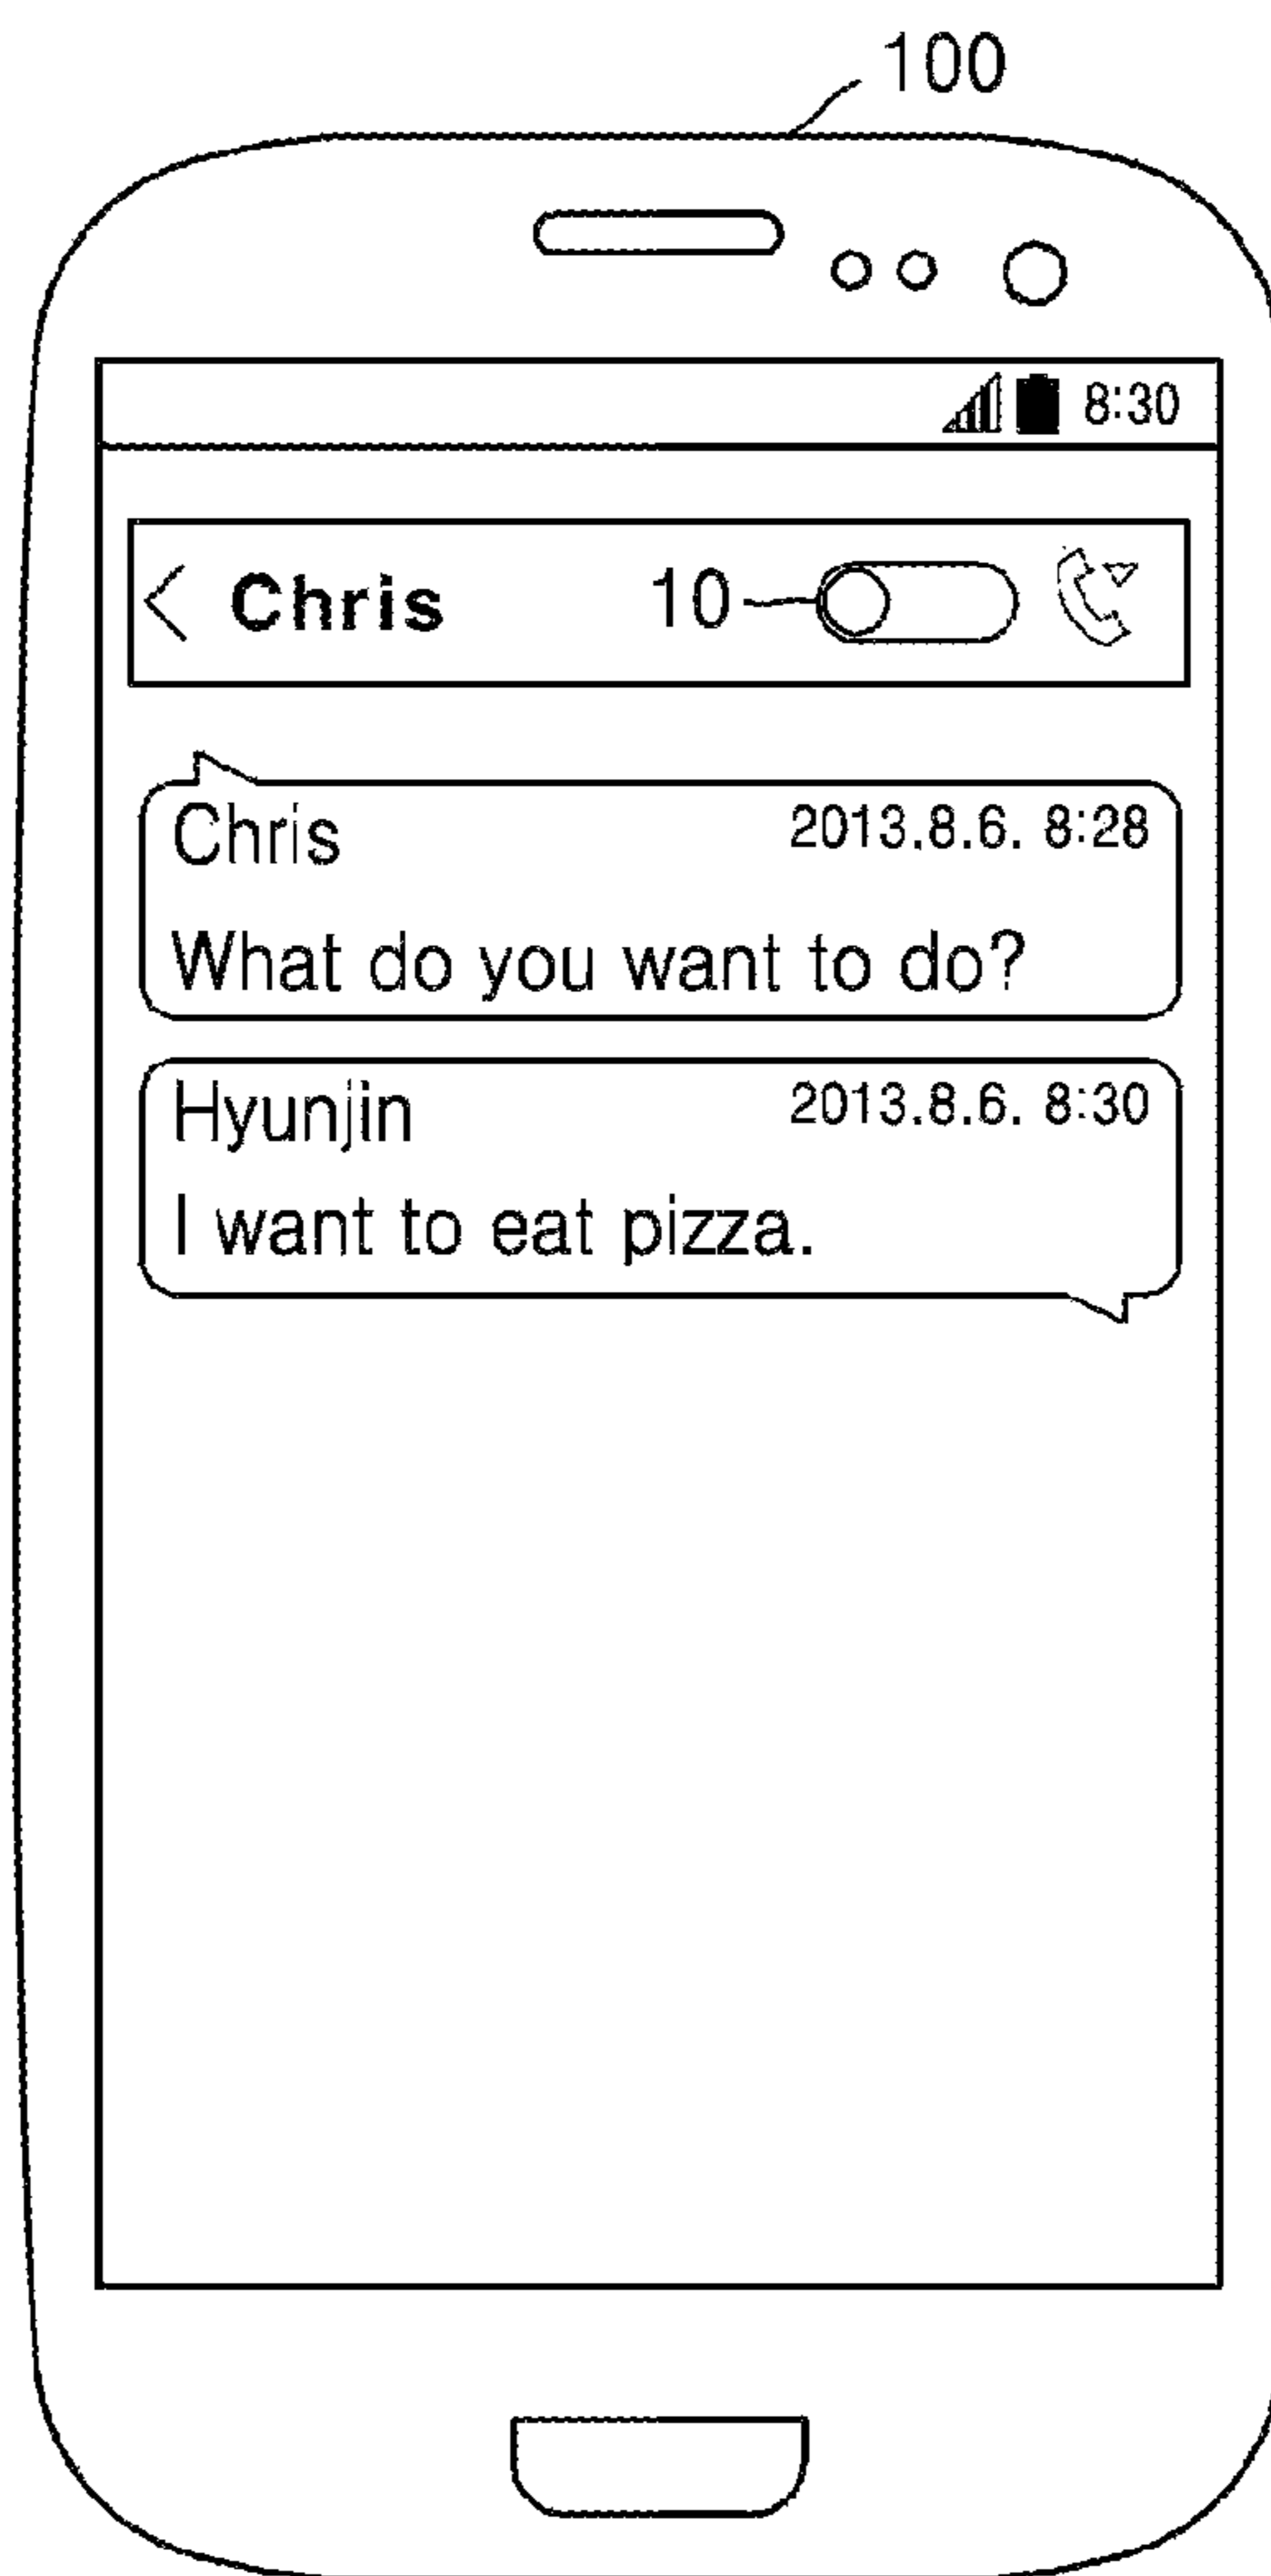 100
8:30
Chris 10
Chris 2013.8.6. 8:28
What do you want to do?
Hyunjin 2013.8.6. 8:30
I want to eat pizza.